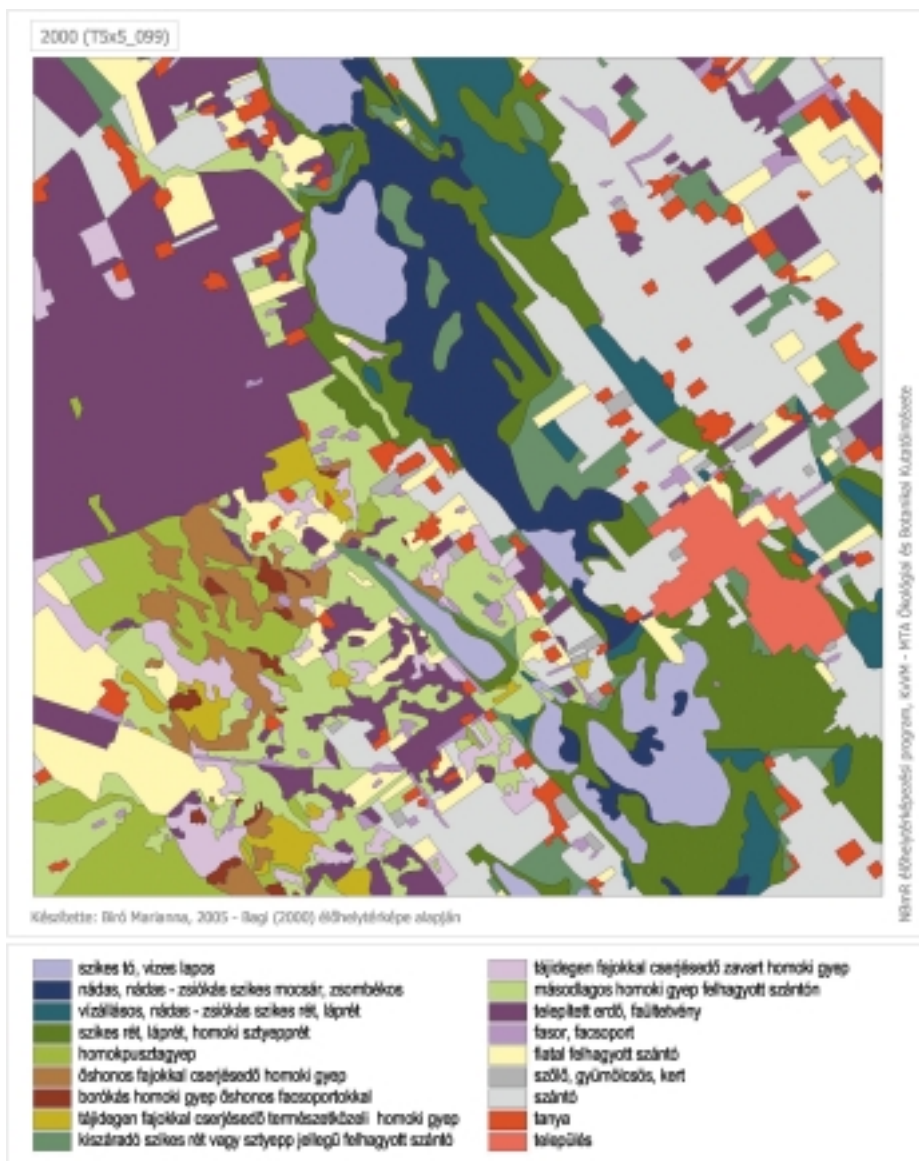 2000 (T5x5_099)
NBmR élőhelytérképezési program, KvVM - MTA Ökológiai és Botanikai Kutatóintézete
Készítette: Biró Marianna, 2005 - Bagi (2000) élőhelytérképe alapján
szikes tó, vizes lapos
nádas, nádas - zsiókás szikes mocsár, zsombékos
vízállásos, nádas - zsiókás szikes rét, láprét
szikes rét, láprét, homoki sztyepprét
homokpusztagyep
őshonos fajokkal cserjésedő homoki gyep
borókás homoki gyep őshonos facsoportokkal
tájidegen fajokkal cserjésedő természetközeli homoki gyep
kiszáradó szikes rét vagy sztyepp jellegű felhagyott szántó
tájidegen fajokkal cserjésedő zavart homoki gyep
másodlagos homoki gyep felhagyott szántón
telepített erdő, faültetvény
fasor, facsoport
fiatal felhagyott szántó
szőlő, gyümölcsös, kert
szántó
tanya
település